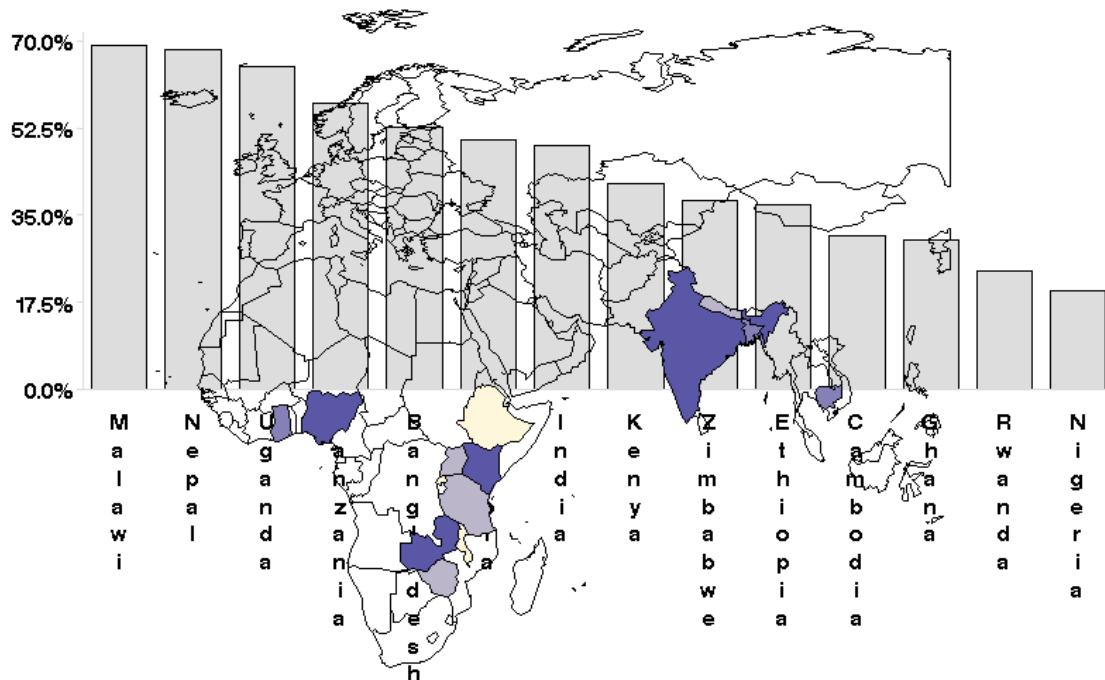 70.0%
52.5%
35.0%
17.5%
0.0%
Malawi
Nepal
Uganda
Tanzania
Bangladesh
India
Kenya
Zimbabwe
Ethiopia
Cambodia
Ghana
Rwanda
Nigeria